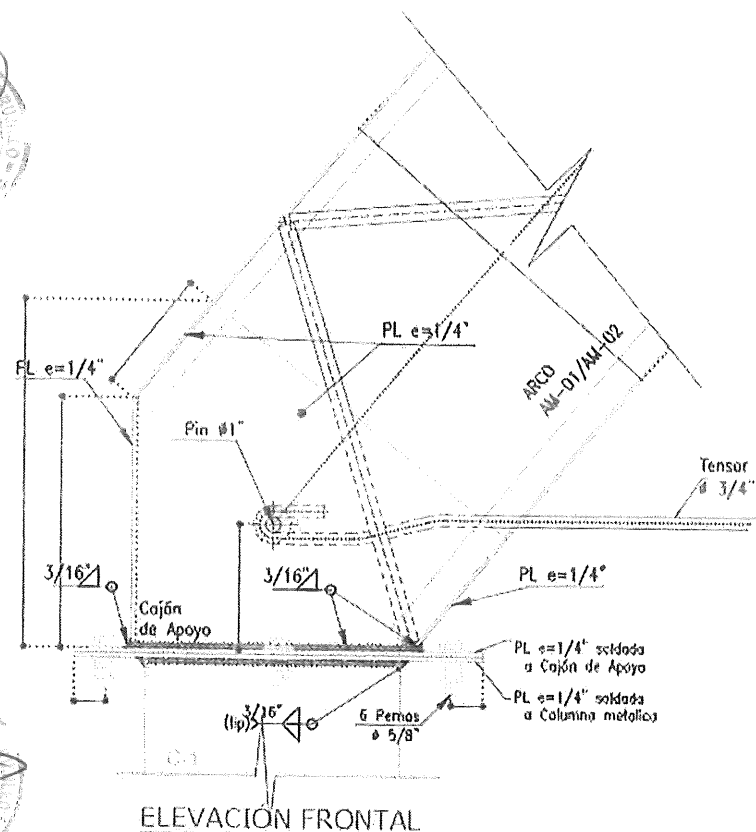 PL e=1/4"
PL e=1/4"
ARCO
AM-01/AM-02
Pin ø1"
Tensor
ø 3/4"
3/16"
3/16"
PL e=1/4"
Cajón
de Apoyo
PL e=1/4" soldada
a Cajón de Apoyo
PL e=1/4" soldada
a Columna metalica
3/16"
(tip)
6 Pernos
ø 5/8"
C-1
ELEVACION FRONTAL